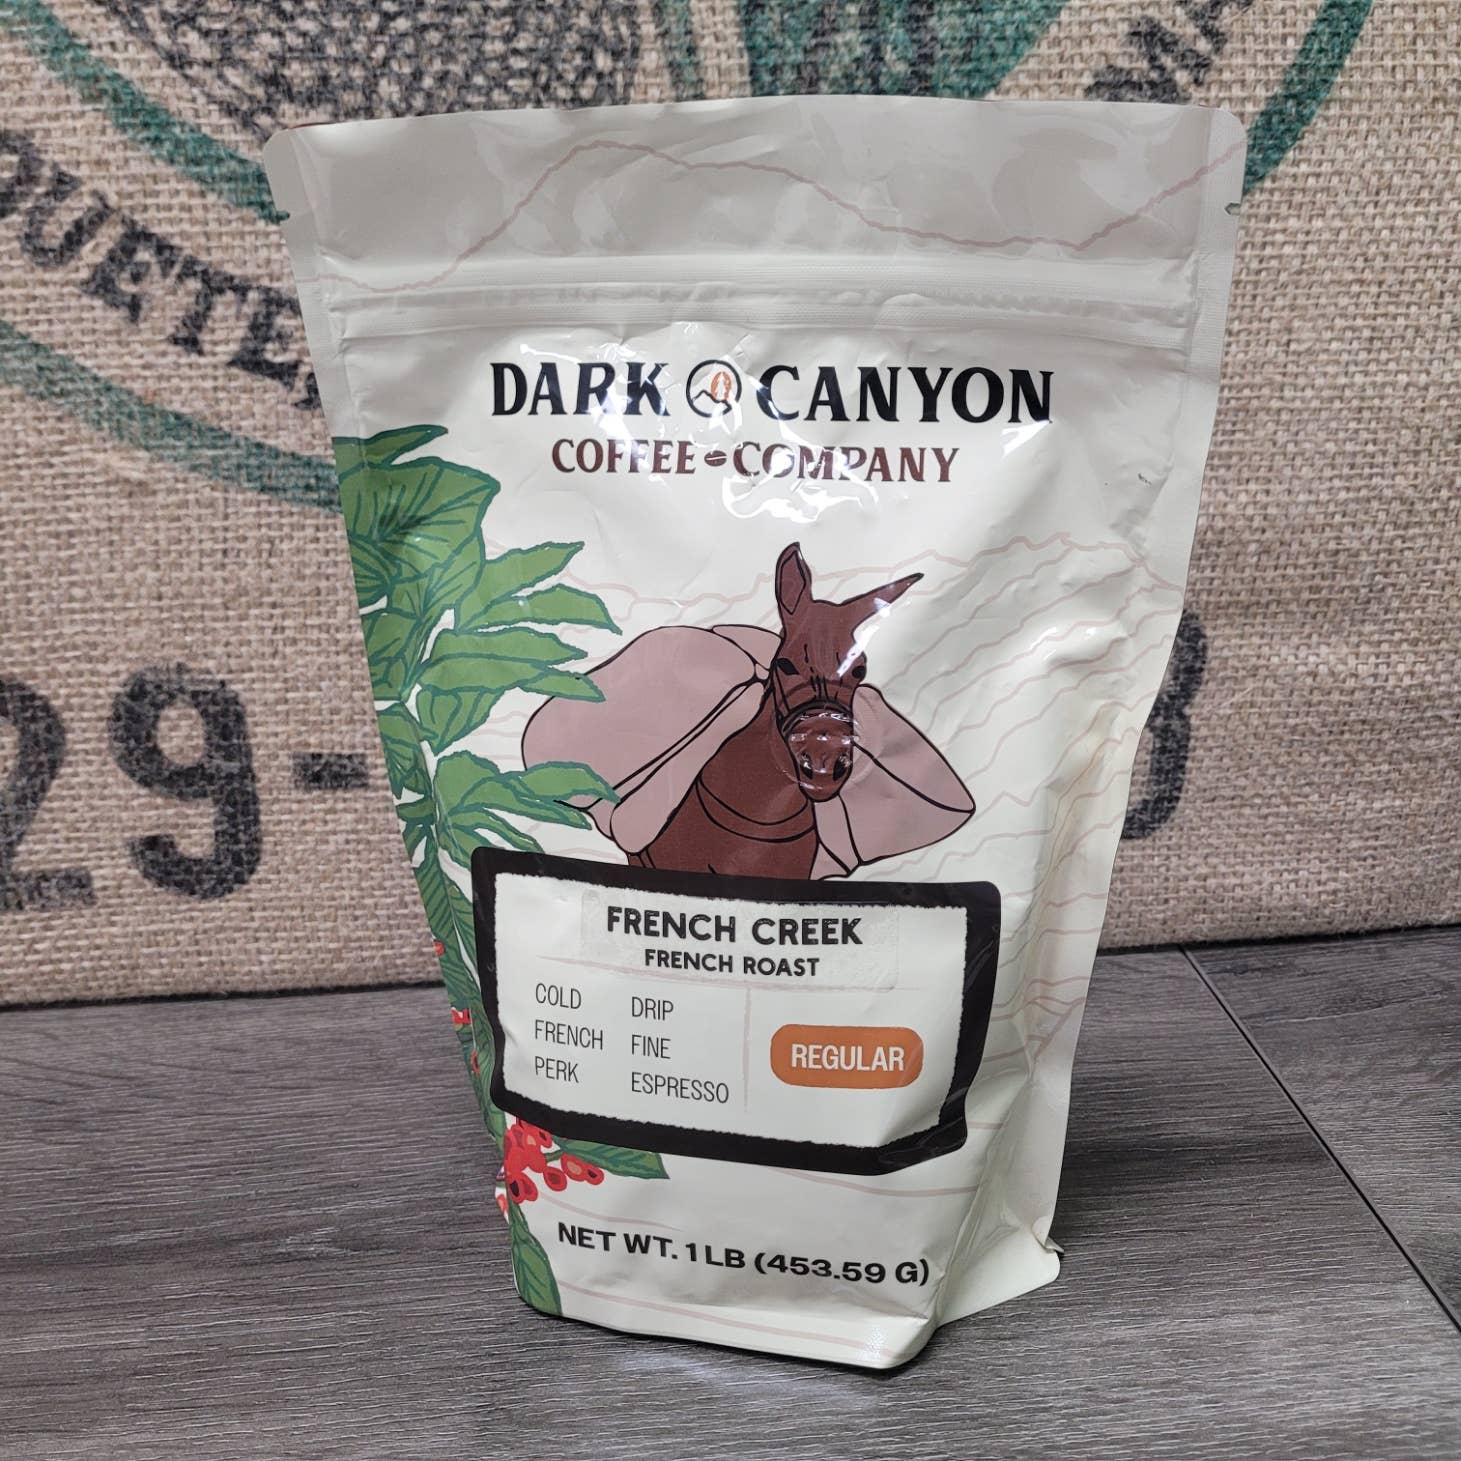 DARK CANYON
COFFEE COMPANY
FRENCH CREEK
FRENCH ROAST
COLD DRIP
FRENCH FINE
PERK ESPRESSO
REGULAR
NET WT. 1 LB (453.59 G)
29-